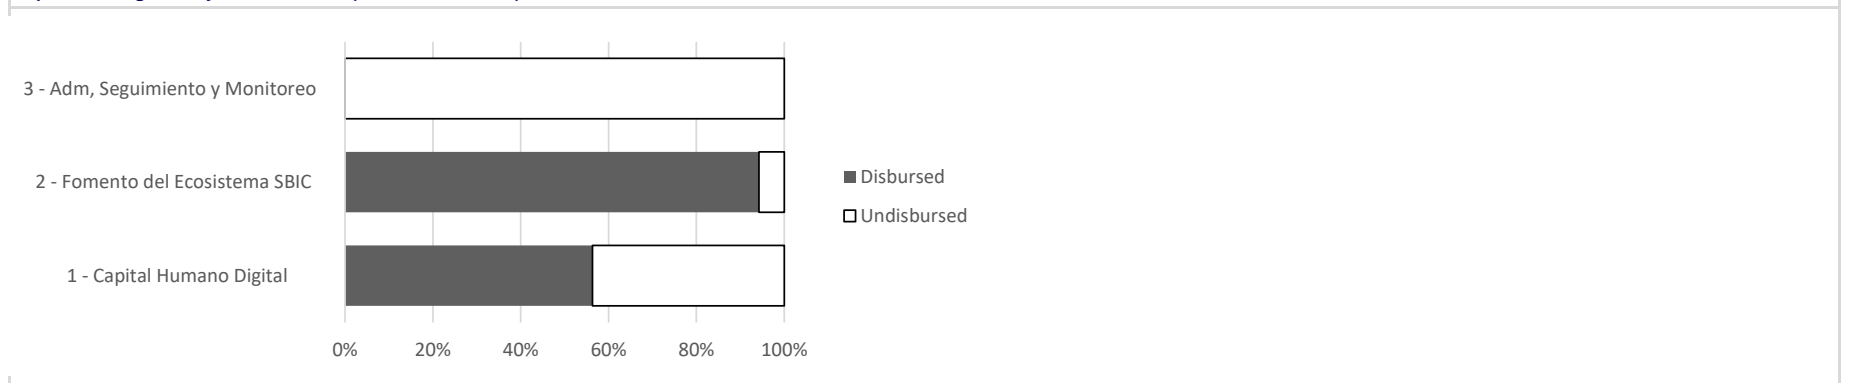 3 - Adm, Seguimiento y Monitoreo
2 - Fomento del Ecosistema SBIC
1 - Capital Humano Digital
0% 20% 40% 60% 80% 100%
Disbursed
Undisbursed